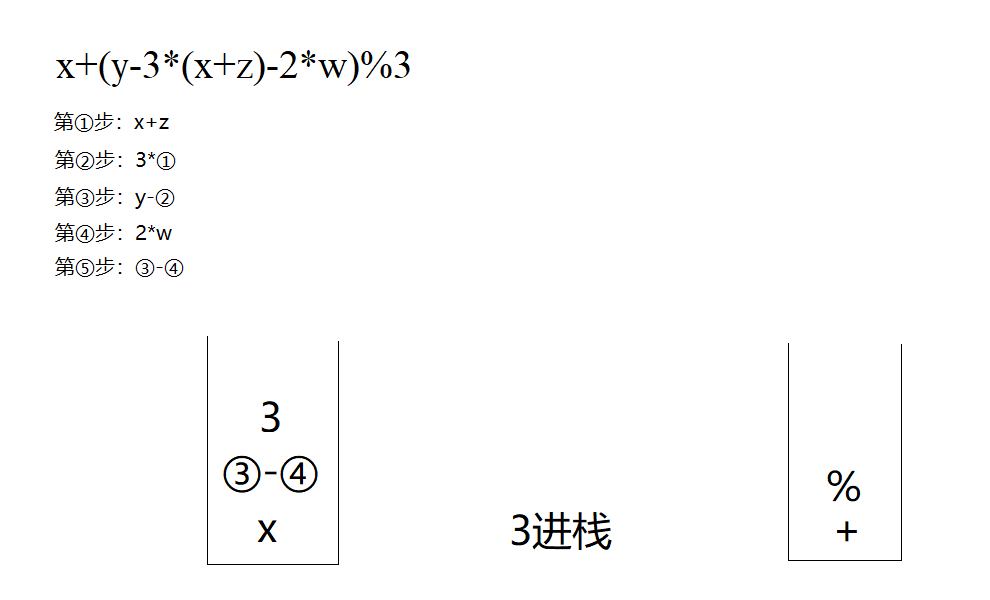 x+(y-3*(x+z)-2*w)%3
第①步：x+z
第②步：3*①
第③步：y-②
第④步：2*w
第⑤步：③-④
3
③-④
x
3进栈
%
+